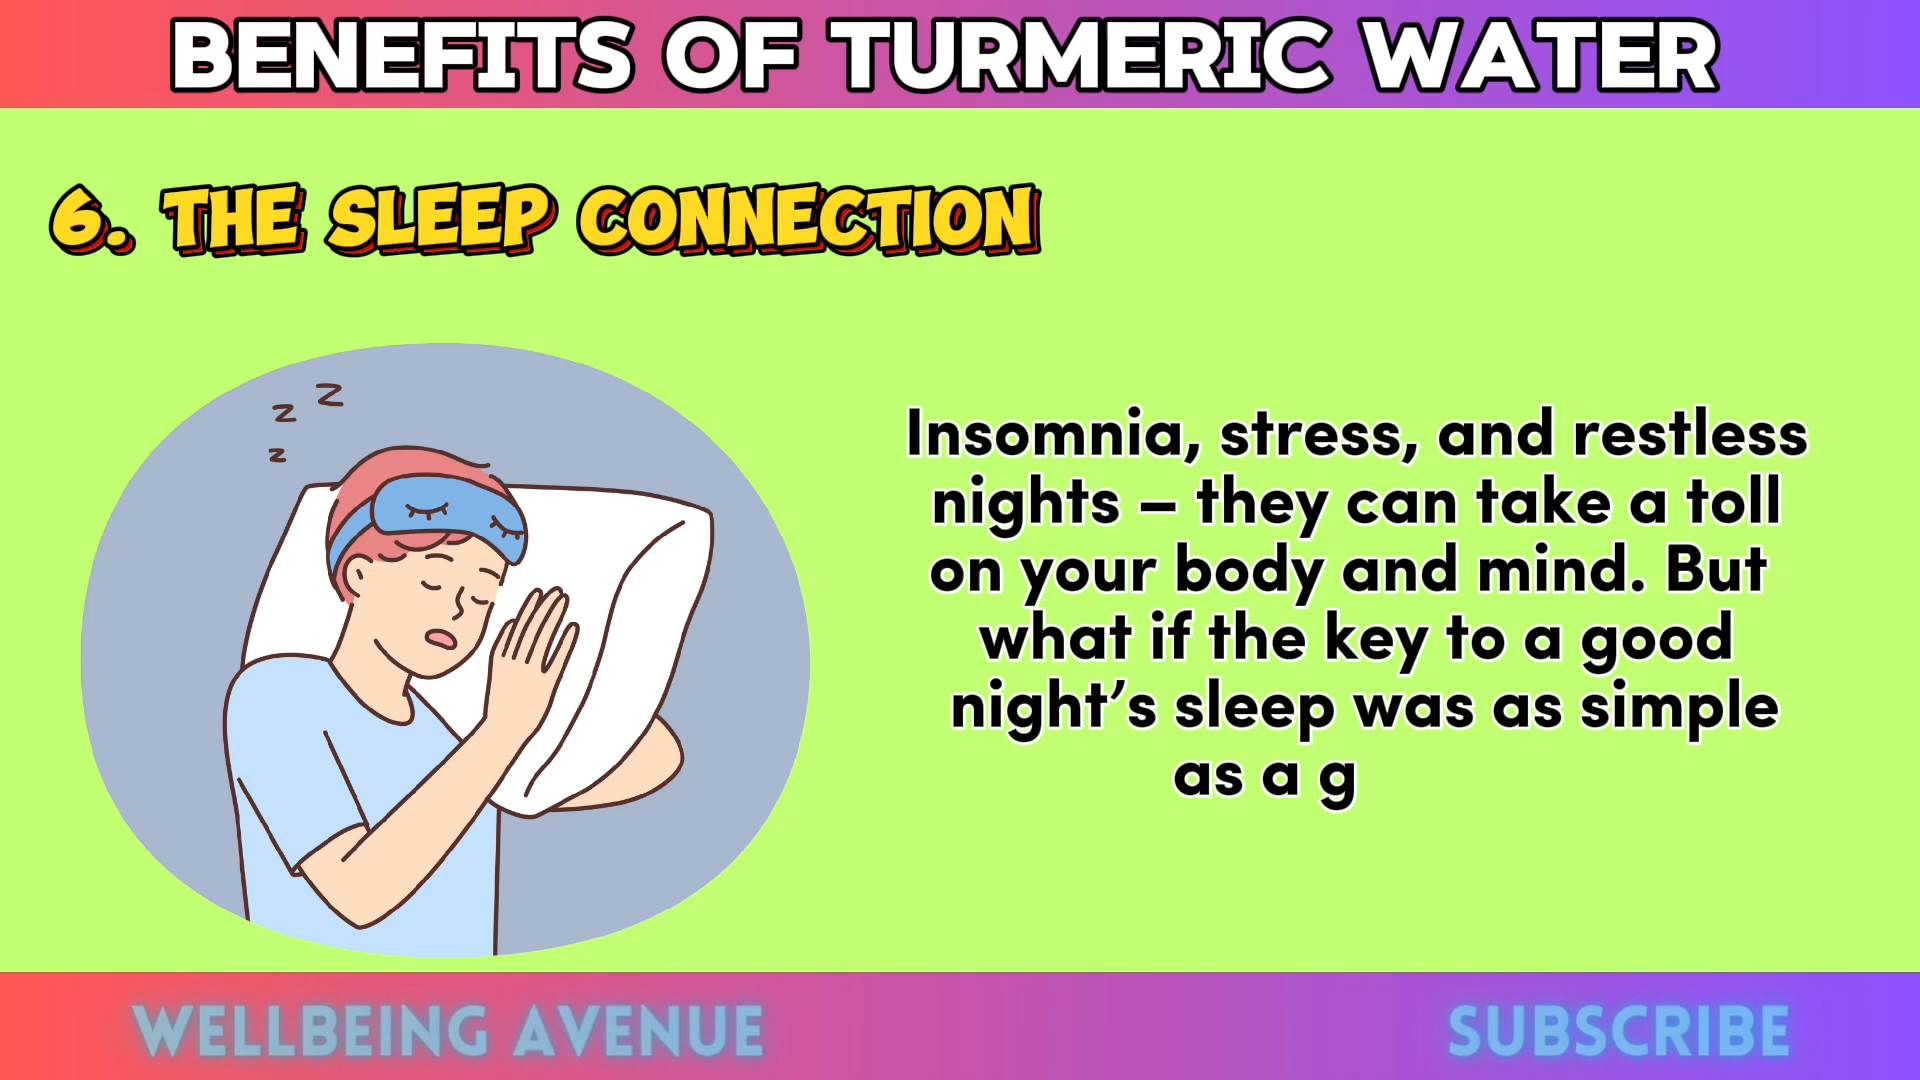 BENEFITS OF TURMERIC WATER
6. THE SLEEP CONNECTION
z
z
z
Insomnia, stress, and restless
nights – they can take a toll
on your body and mind. But
what if the key to a good
night’s sleep was as simple
as a g
WELLBEING AVENUE
SUBSCRIBE